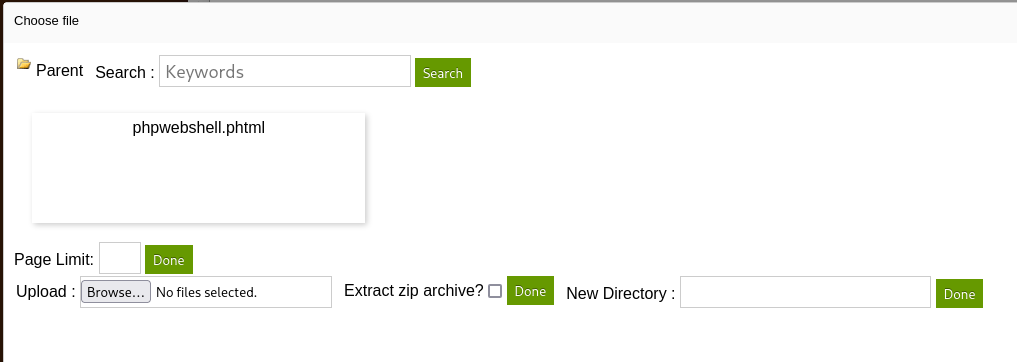 Choose file
Parent Search : Keywords Search
phpwebshell.phtml
Page Limit: Done
Upload : Browse... No files selected. Extract zip archive? Done New Directory : Done